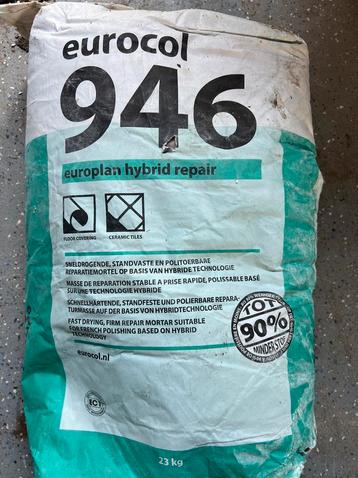 eurocol
946
europlan hybrid repair
FLOOR COVERING
CERAMIC TILES
SNELDROGENDE, STANDVASTE EN POLITOERBARE
REPARATIEMORTEL OP BASIS VAN HYBRIDE TECHNOLOGIE
MASSE DE REPARATION STABLE A PRISE RAPIDE, POLISSABLE BASÉ
SUR UNE TECHNOLOGIE HYBRIDE
SCHNELLHÄRTENDE, STANDFESTE UND POLIERBARE REPARA-
TURMASSE AUF DER BASIS VON HYBRIDTECHNOLOGIE
FAST DRYING, FIRM REPAIR MORTAR SUITABLE
FOR FRENCH POLISHING BASED ON HYBRID
TECHNOLOGY
eurocol.nl
TOT
90%
MINDER STOF
ECT
23 kg